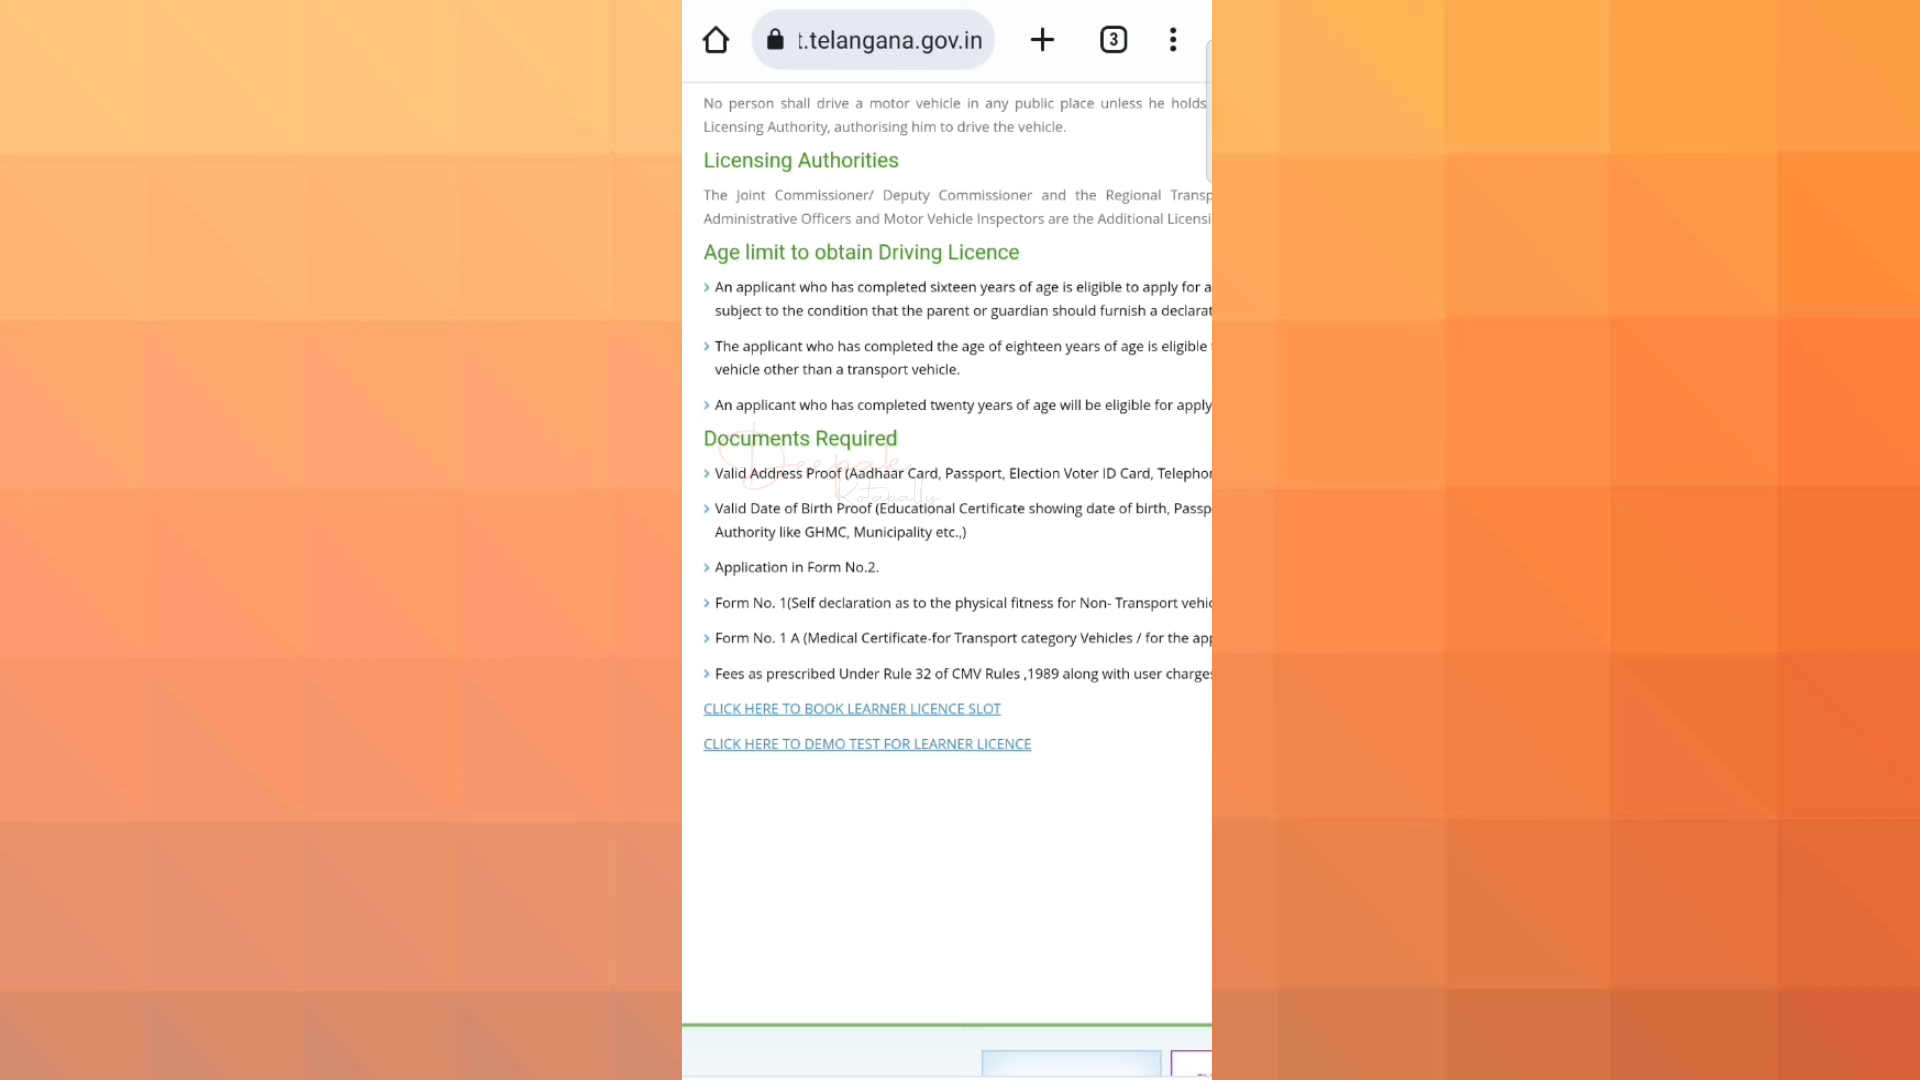 t.telangana.gov.in
3
No person shall drive a motor vehicle in any public place unless he holds
Licensing Authority, authorising him to drive the vehicle.
Licensing Authorities
The Joint Commissioner/ Deputy Commissioner and the Regional Transp
Administrative Officers and Motor Vehicle Inspectors are the Additional Licensi
Age limit to obtain Driving Licence
An applicant who has completed sixteen years of age is eligible to apply for a
subject to the condition that the parent or guardian should furnish a declarat
The applicant who has completed the age of eighteen years of age is eligible
vehicle other than a transport vehicle.
An applicant who has completed twenty years of age will be eligible for apply
Documents Required
Deepak
Valid Address Proof (Aadhaar Card, Passport, Election Voter ID Card, Telephon
Kotapally
Valid Date of Birth Proof (Educational Certificate showing date of birth, Passp
Authority like GHMC, Municipality etc.,)
Application in Form No.2.
Form No. 1(Self declaration as to the physical fitness for Non- Transport vehic
Form No. 1 A (Medical Certificate-for Transport category Vehicles / for the app
Fees as prescribed Under Rule 32 of CMV Rules ,1989 along with user charges
CLICK HERE TO BOOK LEARNER LICENCE SLOT
CLICK HERE TO DEMO TEST FOR LEARNER LICENCE